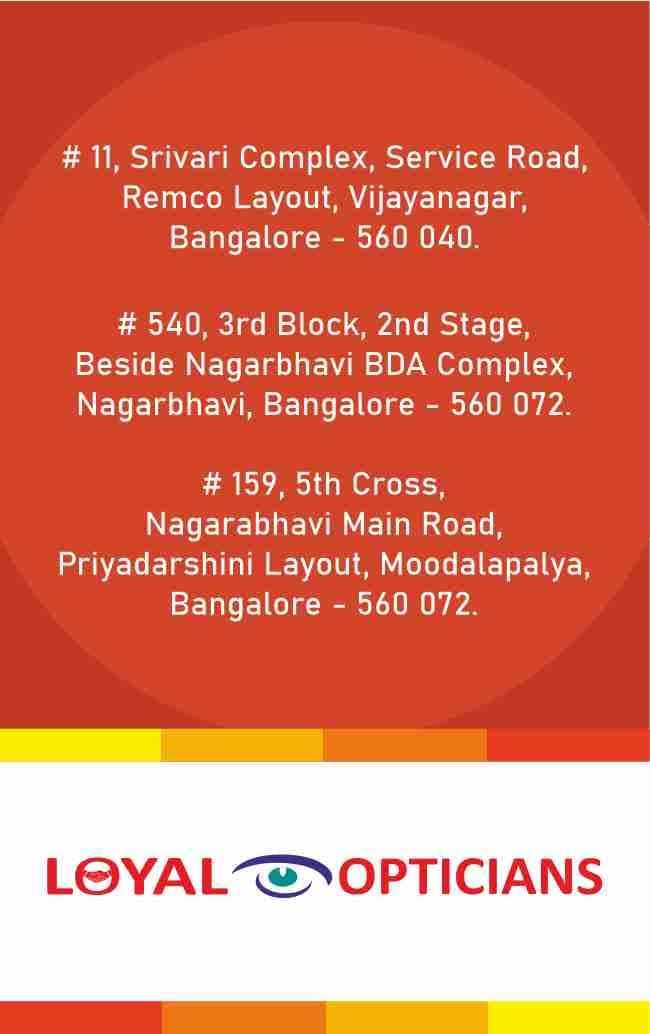 # 11, Srivari Complex, Service Road,
Remco Layout, Vijayanagar,
Bangalore - 560 040.
# 540, 3rd Block, 2nd Stage,
Beside Nagarbhavi BDA Complex,
Nagarbhavi, Bangalore - 560 072.
# 159, 5th Cross,
Nagarabhavi Main Road,
Priyadarshini Layout, Moodalapalya,
Bangalore - 560 072.
LOYAL OPTICIANS